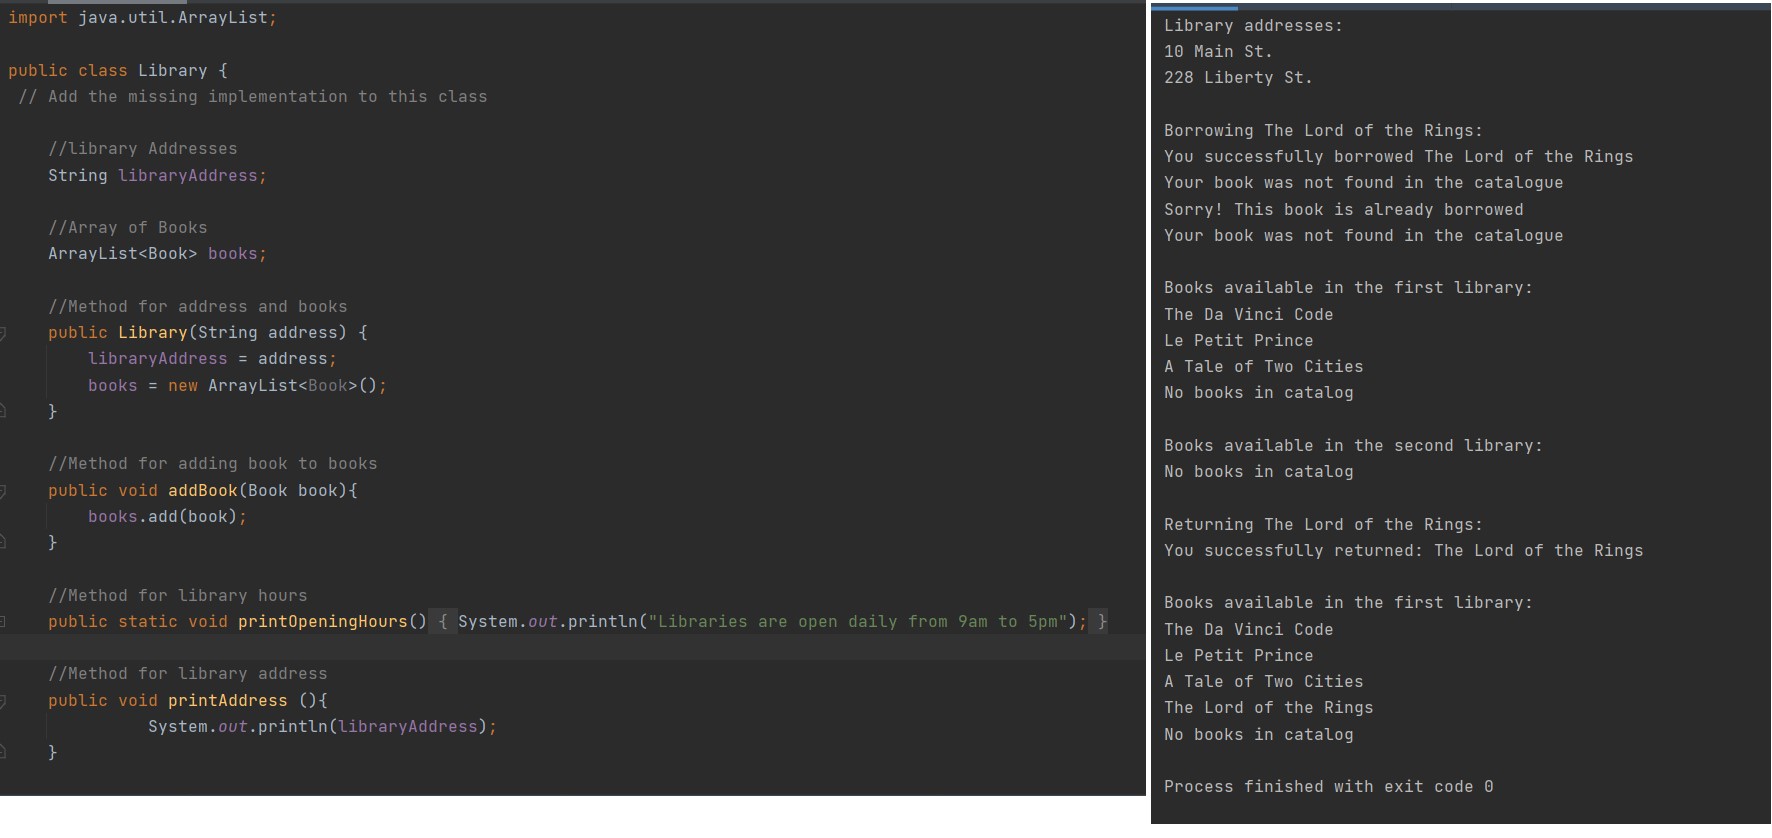 import java.util.ArrayList;
public class Library {
// Add the missing implementation to this class
//library Addresses
String libraryAddress;
//Array of Books
ArrayList<Book> books;
//Method for address and books
public Library(String address) {
libraryAddress = address;
books = new ArrayList<Book>();
}
//Method for adding book to books
public void addBook(Book book){
books.add(book);
}
//Method for library hours
public static void printOpeningHours() { System.out.println("Libraries are open daily from 9am to 5pm"); }
//Method for library address
public void printAddress (){
System.out.println(libraryAddress);
}
Library addresses:
10 Main St.
228 Liberty St.
Borrowing The Lord of the Rings:
You successfully borrowed The Lord of the Rings
Your book was not found in the catalogue
Sorry! This book is already borrowed
Your book was not found in the catalogue
Books available in the first library:
The Da Vinci Code
Le Petit Prince
A Tale of Two Cities
No books in catalog
Books available in the second library:
No books in catalog
Returning The Lord of the Rings:
You successfully returned: The Lord of the Rings
Books available in the first library:
The Da Vinci Code
Le Petit Prince
A Tale of Two Cities
The Lord of the Rings
No books in catalog
Process finished with exit code 0